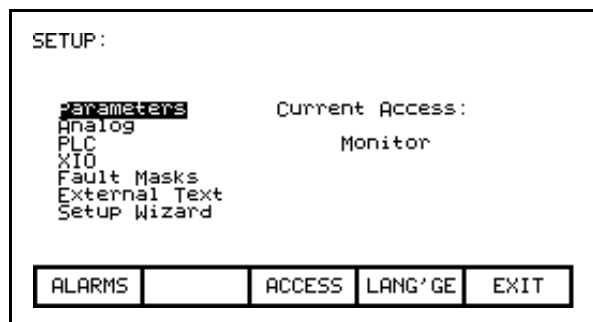 SETUP:
Parameters
Current Access:
Analog
PLC
Monitor
XIO
Fault Masks
External Text
Setup Wizard
ALARMS ACCESS LANG'GE EXIT